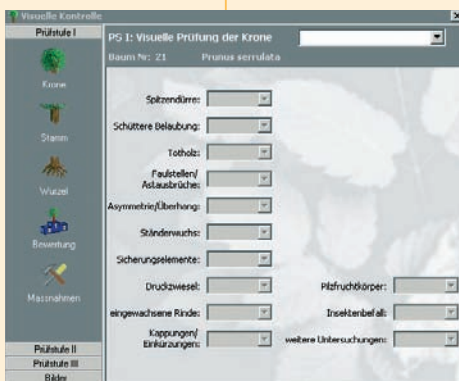 Visuelle Kontrolle
Prüfstufe I
Krone
Stamm
Wurzel
Bewertung
Massnahmen
Prüfstufe II
Prüfstufe III
Bilder
PS I: Visuelle Prüfung der Krone
Baum Nr: 21 Prunus serrulata
Spitzendürre:
Schüttere Belaubung:
Totholz:
Faulstellen/
Astausbrüche:
Asymmetrie/Überhang:
Ständerwuchs:
Sicherungselemente:
Druckzwiesel:
eingewachsene Rinde:
Kappungen/
Einkürzungen:
Pilzfruchtkörper:
Insektenbefall:
weitere Untersuchungen: